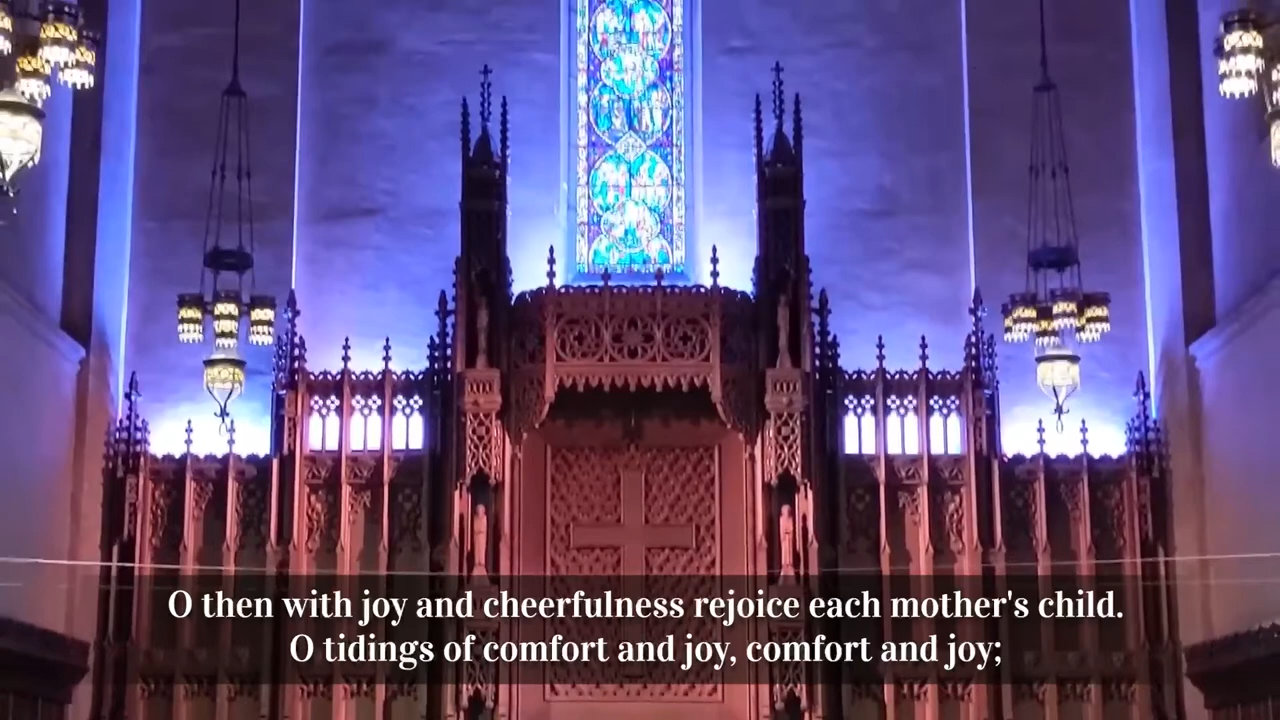 O then with joy and cheerfulness rejoice each mother's child.
O tidings of comfort and joy, comfort and joy;